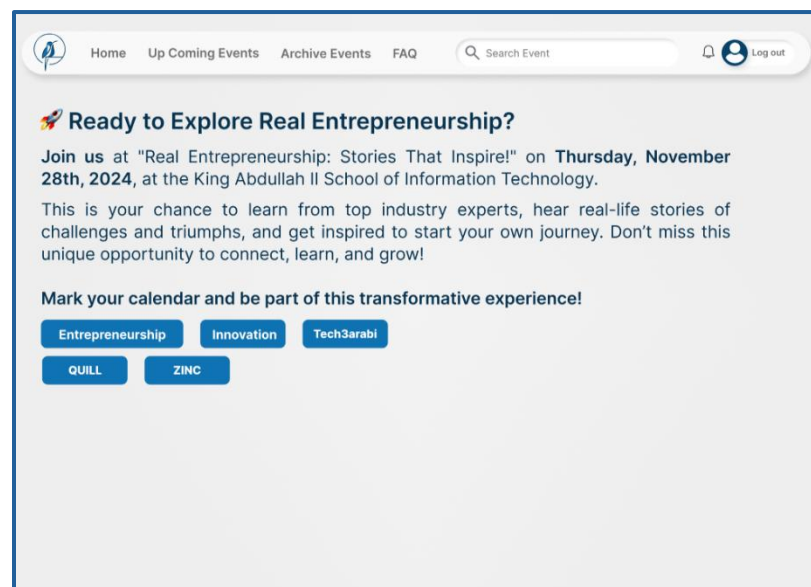 Home Up Coming Events Archive Events FAQ Search Event Log out
🚀 Ready to Explore Real Entrepreneurship?
Join us at "Real Entrepreneurship: Stories That Inspire!" on Thursday, November
28th, 2024, at the King Abdullah II School of Information Technology.
This is your chance to learn from top industry experts, hear real-life stories of
challenges and triumphs, and get inspired to start your own journey. Don’t miss this
unique opportunity to connect, learn, and grow!
Mark your calendar and be part of this transformative experience!
Entrepreneurship Innovation Tech3arabi
QUILL ZINC